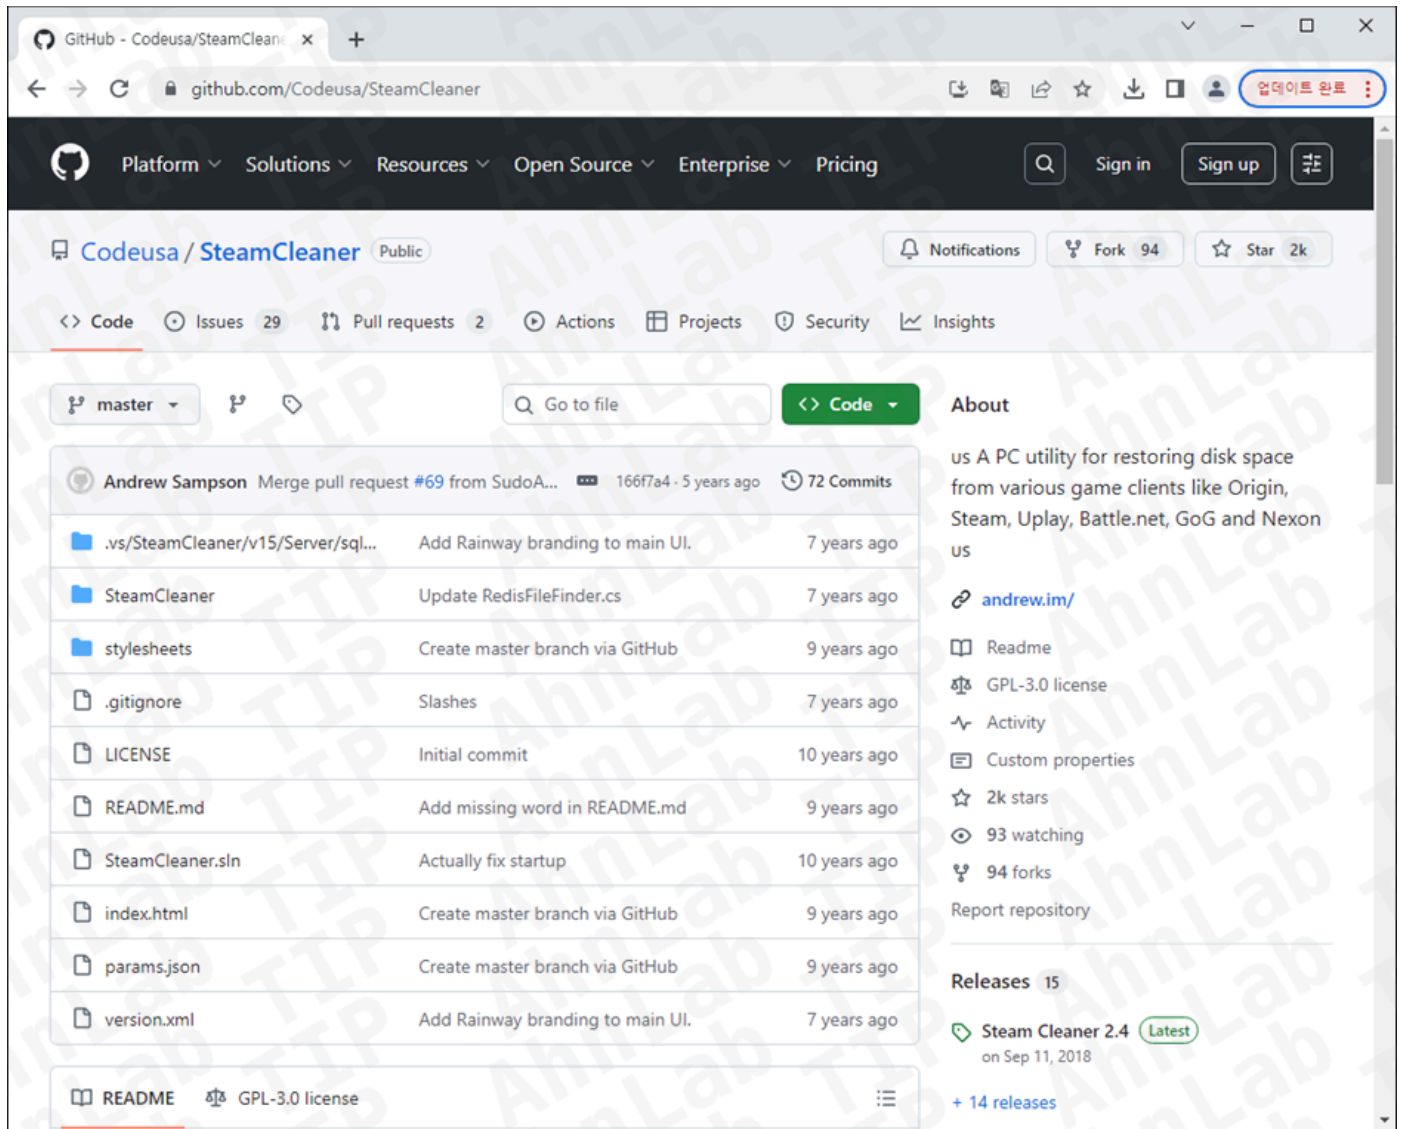 GitHub - Codeusa/SteamCleane
github.com/Codeusa/SteamCleaner
업데이트 완료
Platform Solutions Resources Open Source Enterprise Pricing Sign in Sign up
Codeusa / SteamCleaner Public Notifications Fork 94 Star 2k
Code Issues 29 Pull requests 2 Actions Projects Security Insights
master Go to file Code
Andrew Sampson Merge pull request #69 from SudoA... 166f7a4 · 5 years ago 72 Commits
.vs/SteamCleaner/v15/Server/sql... Add Rainway branding to main UI. 7 years ago
SteamCleaner Update RedisFileFinder.cs 7 years ago
stylesheets Create master branch via GitHub 9 years ago
.gitignore Slashes 7 years ago
LICENSE Initial commit 10 years ago
README.md Add missing word in README.md 9 years ago
SteamCleaner.sln Actually fix startup 10 years ago
index.html Create master branch via GitHub 9 years ago
params.json Create master branch via GitHub 9 years ago
version.xml Add Rainway branding to main UI. 7 years ago
README GPL-3.0 license
About
us A PC utility for restoring disk space
from various game clients like Origin,
Steam, Uplay, Battle.net, GoG and Nexon
us
andrew.im/
Readme
GPL-3.0 license
Activity
Custom properties
2k stars
93 watching
94 forks
Report repository
Releases 15
Steam Cleaner 2.4 Latest
on Sep 11, 2018
+ 14 releases
AhnLab TIP